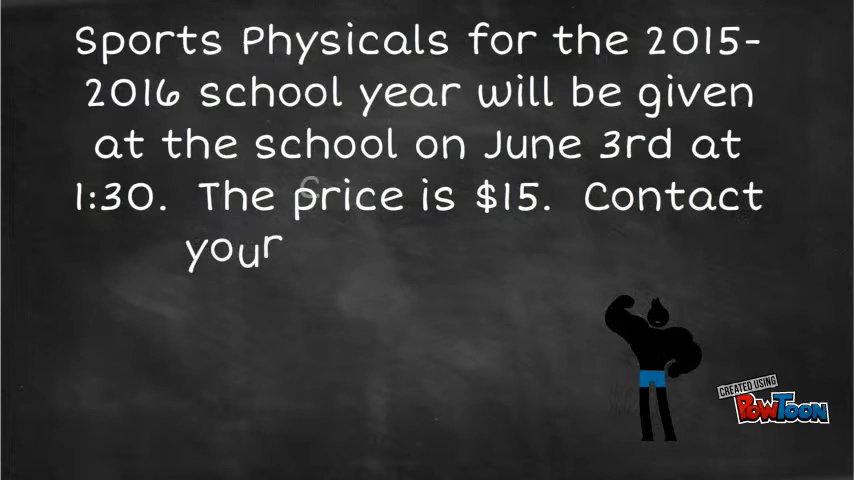 Sports Physicals for the 2015-
2016 school year will be given
at the school on June 3rd at
1:30.  The price is $15.  Contact
your
c
CREATED USING
POWTOON